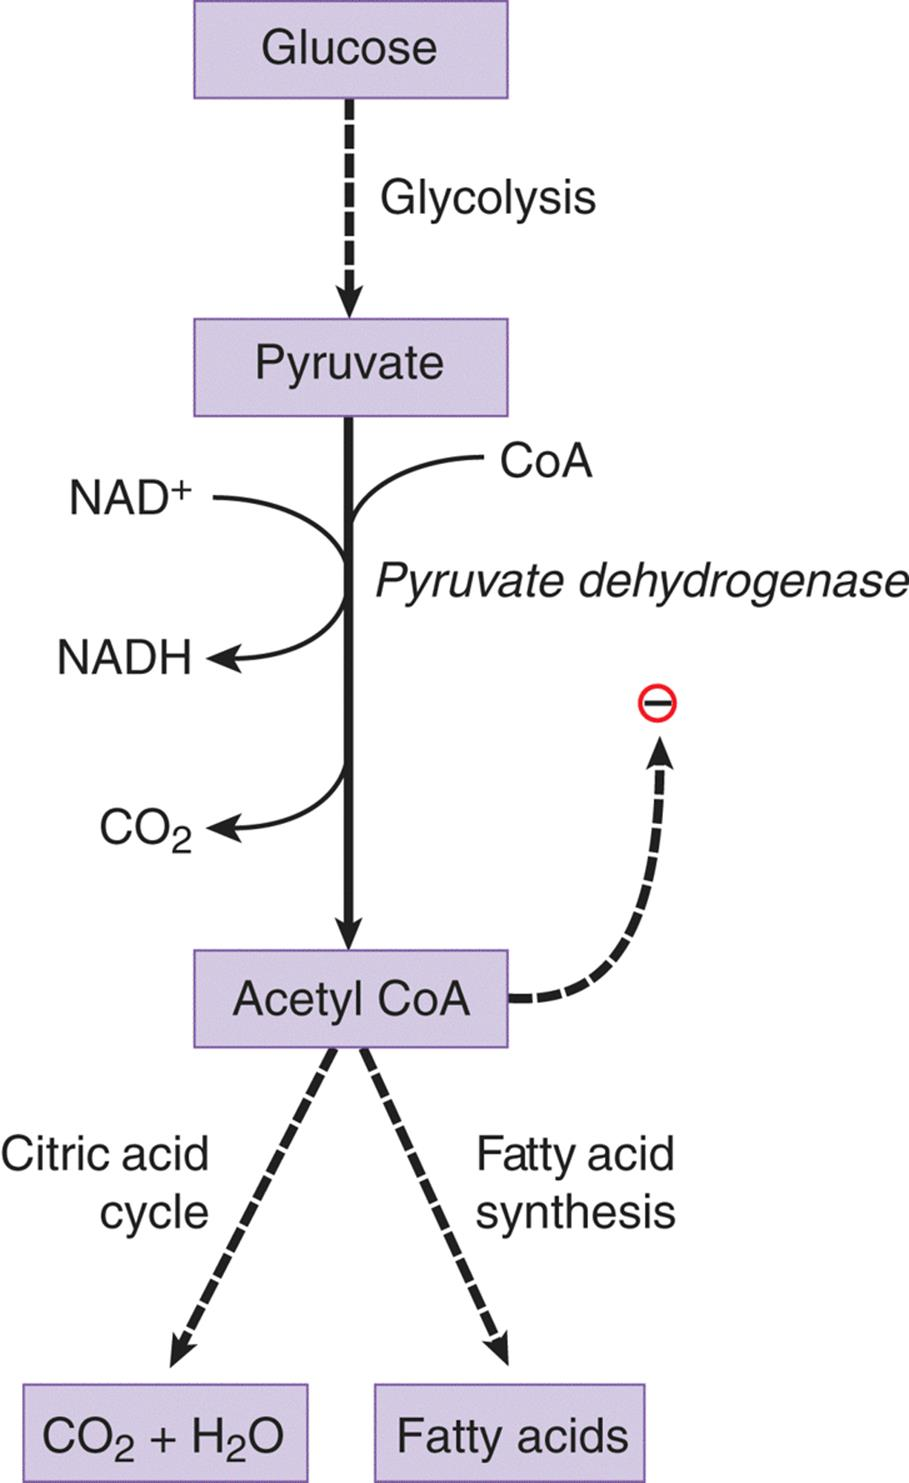 Glucose
Glycolysis
Pyruvate
CoA
NAD⁺
Pyruvate dehydrogenase
NADH
CO₂
Acetyl CoA
Citric acid
cycle
Fatty acid
synthesis
CO₂ + H₂O
Fatty acids